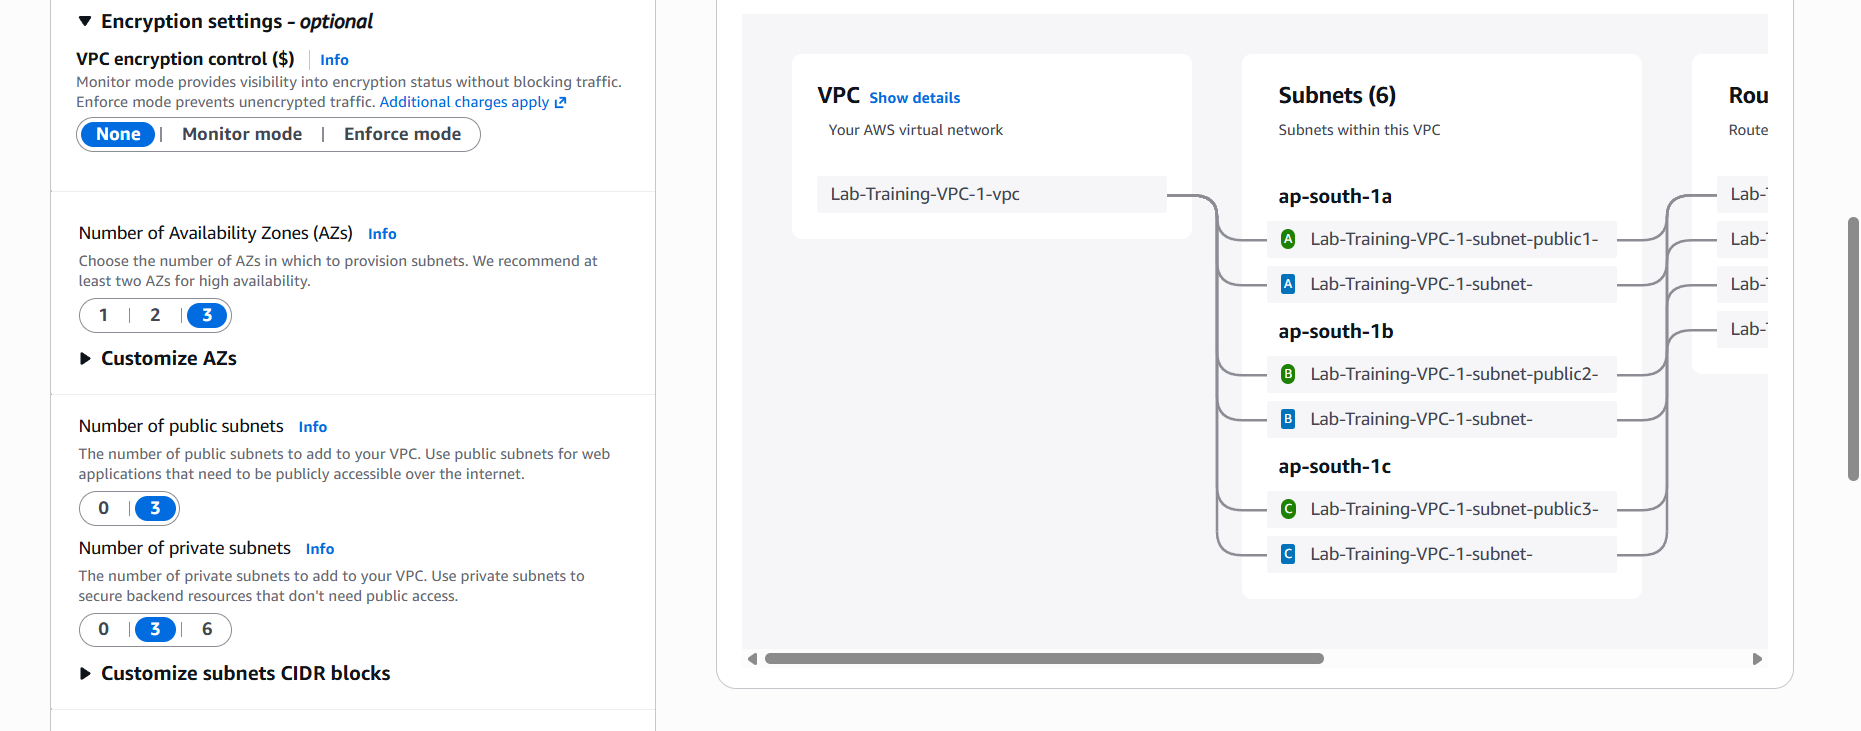 Encryption settings - optional
VPC encryption control ($) Info
Monitor mode provides visibility into encryption status without blocking traffic.
Enforce mode prevents unencrypted traffic. Additional charges apply
None | Monitor mode | Enforce mode
Number of Availability Zones (AZs) Info
Choose the number of AZs in which to provision subnets. We recommend at
least two AZs for high availability.
1 | 2 | 3
Customize AZs
Number of public subnets Info
The number of public subnets to add to your VPC. Use public subnets for web
applications that need to be publicly accessible over the internet.
0 | 3
Number of private subnets Info
The number of private subnets to add to your VPC. Use private subnets to
secure backend resources that don't need public access.
0 | 3 | 6
Customize subnets CIDR blocks
VPC Show details
Your AWS virtual network
Lab-Training-VPC-1-vpc
Subnets (6)
Subnets within this VPC
ap-south-1a
A Lab-Training-VPC-1-subnet-public1-
A Lab-Training-VPC-1-subnet-
ap-south-1b
B Lab-Training-VPC-1-subnet-public2-
B Lab-Training-VPC-1-subnet-
ap-south-1c
C Lab-Training-VPC-1-subnet-public3-
C Lab-Training-VPC-1-subnet-
Rou
Route
Lab-
Lab-
Lab-
Lab-